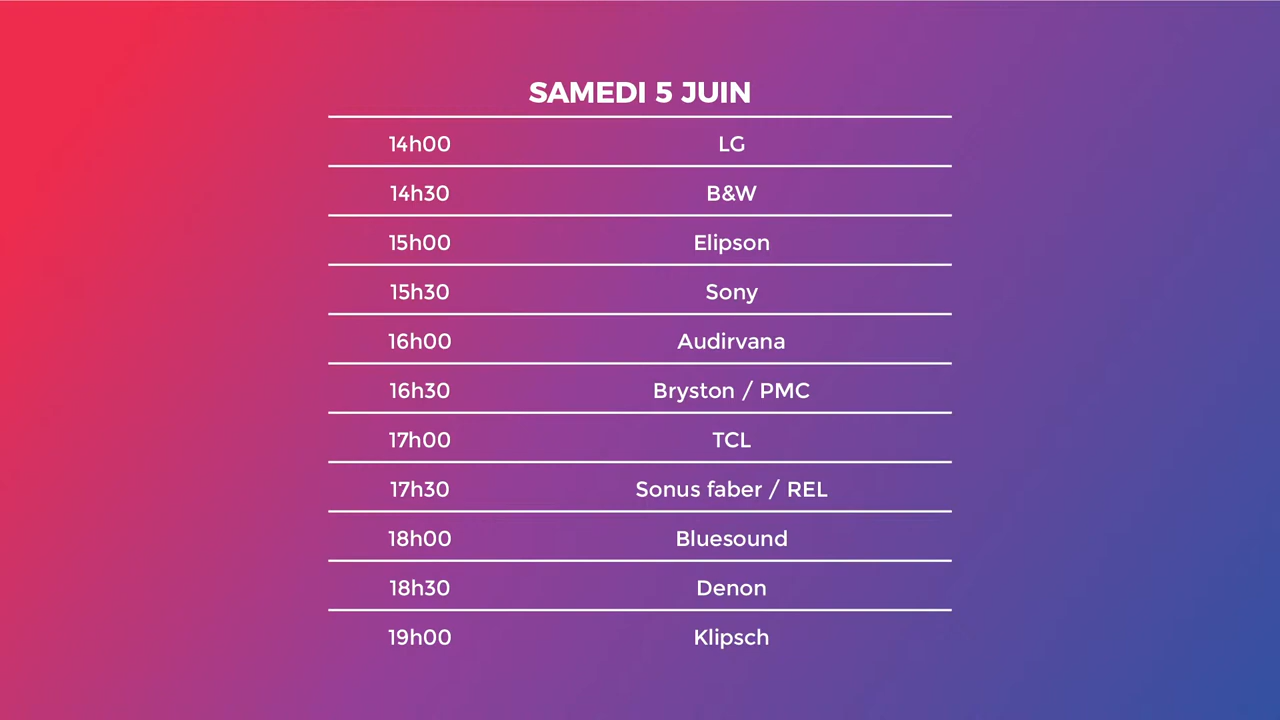 SAMEDI 5 JUIN
14h00 LG
14h30 B&W
15h00 Elipson
15h30 Sony
16h00 Audirvana
16h30 Bryston / PMC
17h00 TCL
17h30 Sonus faber / REL
18h00 Bluesound
18h30 Denon
19h00 Klipsch